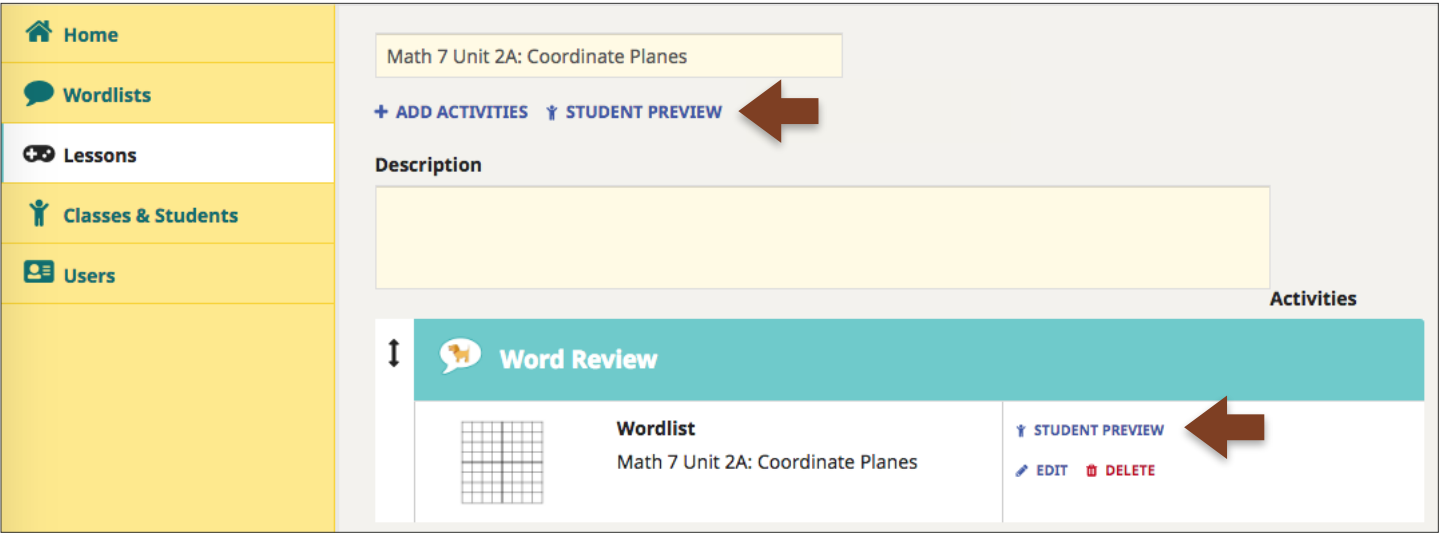 Home
Wordlists
Lessons
Classes & Students
Users
Math 7 Unit 2A: Coordinate Planes
+ ADD ACTIVITIES STUDENT PREVIEW
Description
Activities
Word Review
Wordlist
Math 7 Unit 2A: Coordinate Planes
STUDENT PREVIEW
EDIT DELETE